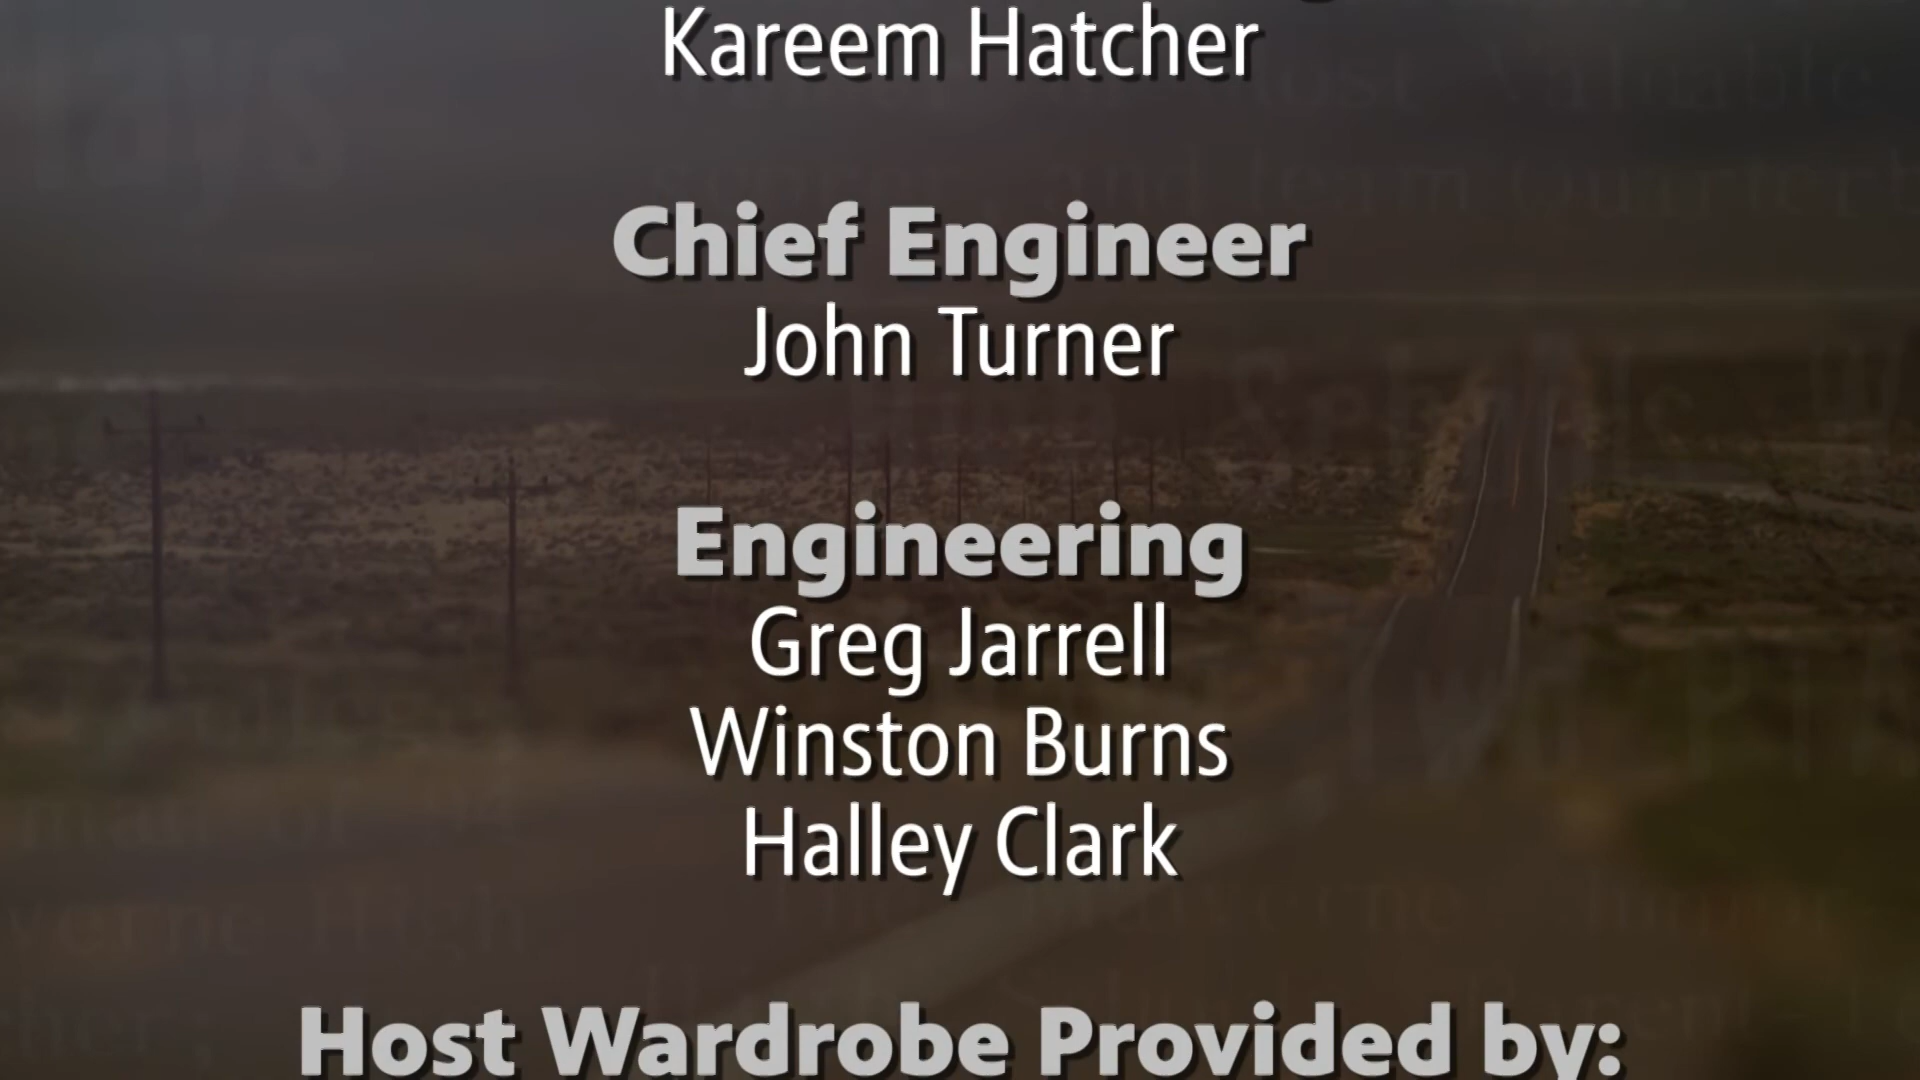 Kareem Hatcher
Chief Engineer
John Turner
Engineering
Greg Jarrell
Winston Burns
Halley Clark
Host Wardrobe Provided by: